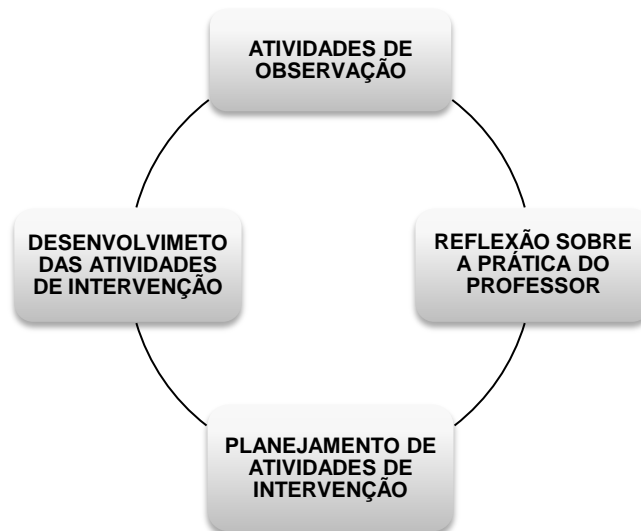 ATIVIDADES DE
OBSERVAÇÃO
REFLEXÃO SOBRE
A PRÁTICA DO
PROFESSOR
PLANEJAMENTO DE
ATIVIDADES DE
INTERVENÇÃO
DESENVOLVIMETO
DAS ATIVIDADES
DE INTERVENÇÃO